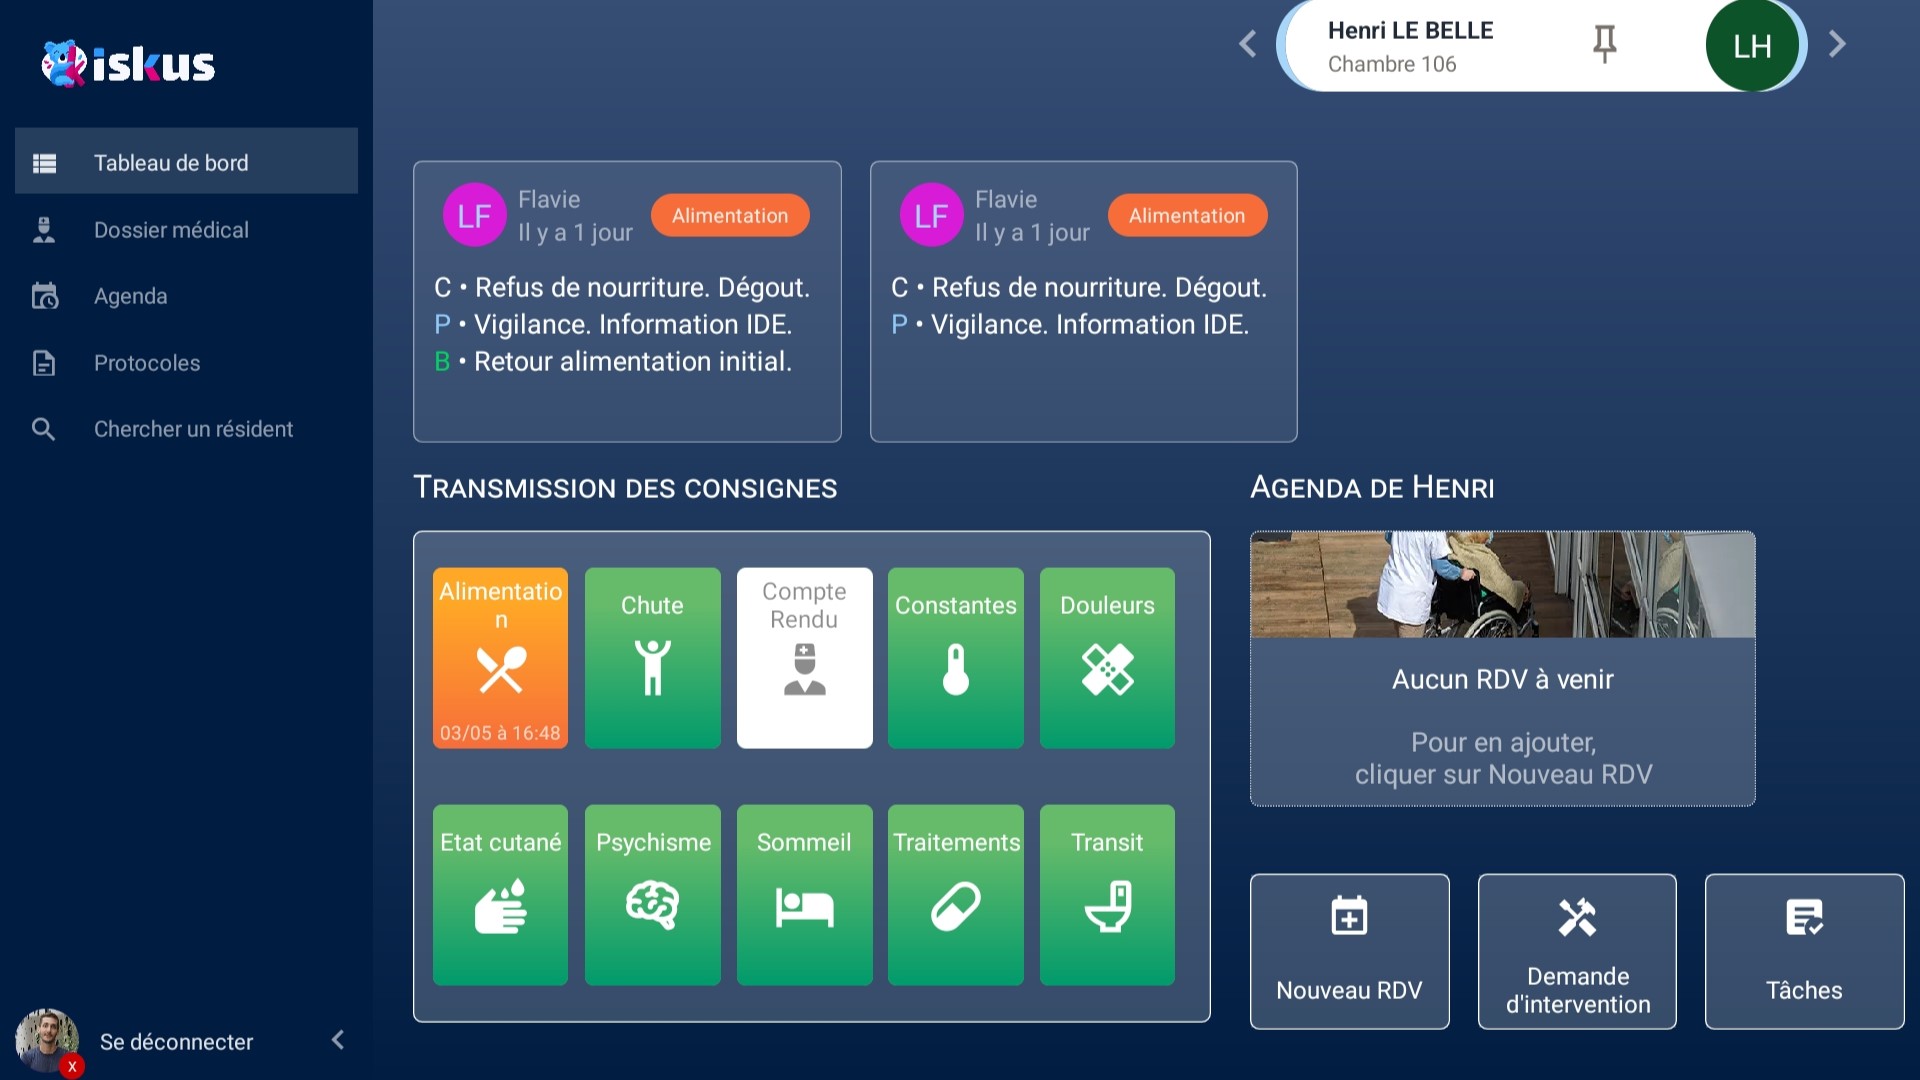 iskus
Tableau de bord
Dossier médical
Agenda
Protocoles
Chercher un résident
Se déconnecter
x
Henri LE BELLE
Chambre 106
LH
LF
Flavie
Il y a 1 jour
Alimentation
C • Refus de nourriture. Dégout.
P • Vigilance. Information IDE.
B • Retour alimentation initial.
LF
Flavie
Il y a 1 jour
Alimentation
C • Refus de nourriture. Dégout.
P • Vigilance. Information IDE.
TRANSMISSION DES CONSIGNES
Alimentatio
n
03/05 à 16:48
Chute
Compte
Rendu
Constantes
Douleurs
Etat cutané
Psychisme
Sommeil
Traitements
Transit
AGENDA DE HENRI
Aucun RDV à venir
Pour en ajouter,
cliquer sur Nouveau RDV
Nouveau RDV
Demande
d'intervention
Tâches